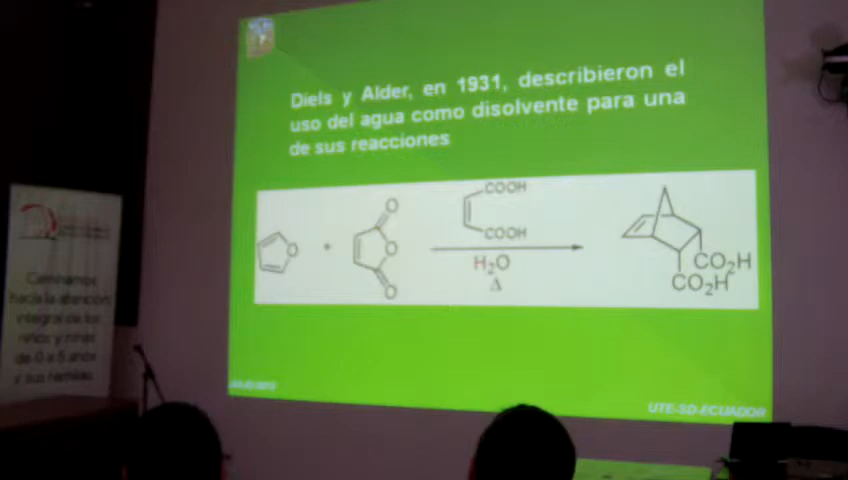 Diels y Alder, en 1931, describieron el
uso del agua como disolvente para una
de sus reacciones
O
O
O
O
+
COOH
COOH
H₂O
Δ
CO₂H
CO₂H
UTE-SD-ECUADOR
Caminamos
hacia la atención
integral de los
niños y niñas
de 0 a 5 años
y sus familias